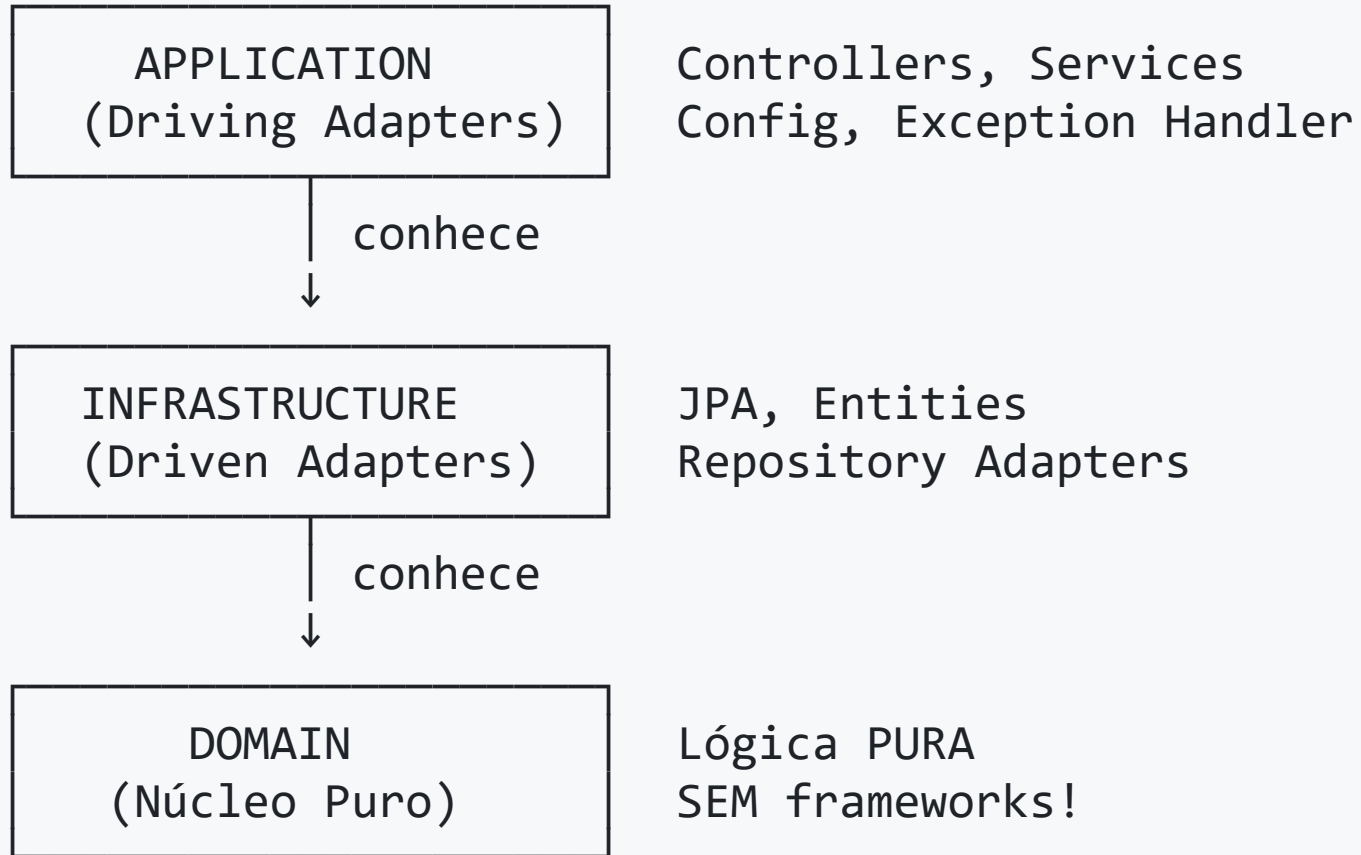 APPLICATION Controllers, Services
(Driving Adapters) Config, Exception Handler
conhece
INFRASTRUCTURE JPA, Entities
(Driven Adapters) Repository Adapters
conhece
DOMAIN Lógica PURA
(Núcleo Puro) SEM frameworks!